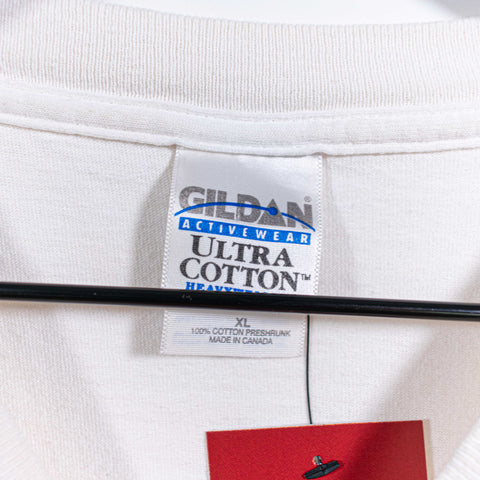 GILDAN
ACTIVEWEAR
ULTRA
COTTON™
XL
100% COTTON PRESHRUNK
MADE IN CANADA